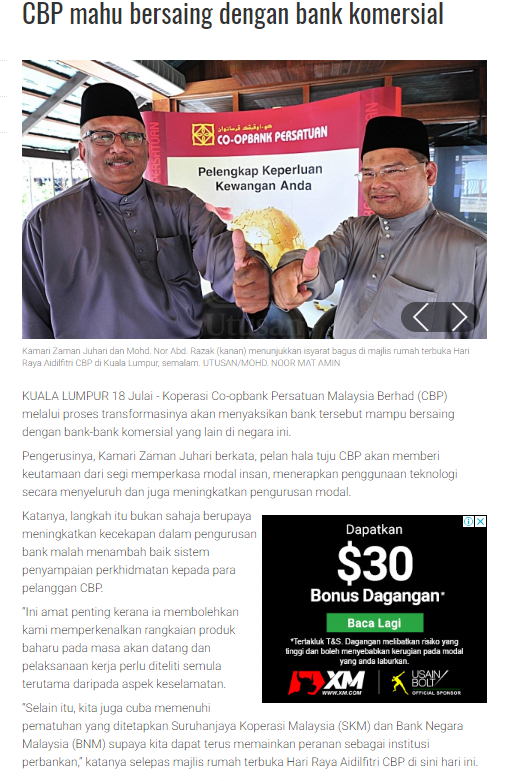 CBP mahu bersaing dengan bank komersial
CO-OPBANK PERSATUAN
Pelengkap Keperluan
Kewangan Anda
Utusan
Kamari Zaman Juhari dan Mohd. Nor Abd. Razak (kanan) menunjukkan isyarat bagus di majlis rumah terbuka Hari
Raya Aidilfitri CBP di Kuala Lumpur, semalam. UTUSAN/MOHD. NOOR MAT AMIN
KUALA LUMPUR 18 Julai - Koperasi Co-opbank Persatuan Malaysia Berhad (CBP)
melalui proses transformasinya akan menyaksikan bank tersebut mampu bersaing
dengan bank-bank komersial yang lain di negara ini.
Pengerusinya, Kamari Zaman Juhari berkata, pelan hala tuju CBP akan memberi
keutamaan dari segi memperkasa modal insan, menerapkan penggunaan teknologi
secara menyeluruh dan juga meningkatkan pengurusan modal.
Katanya, langkah itu bukan sahaja berupaya
meningkatkan kecekapan dalam pengurusan
bank malah menambah baik sistem
penyampaian perkhidmatan kepada para
pelanggan CBP.
"Ini amat penting kerana ia membolehkan
kami memperkenalkan rangkaian produk
baharu pada masa akan datang dan
pelaksanaan kerja perlu diteliti semula
terutama daripada aspek keselamatan.
Dapatkan
$30
Bonus Dagangan*
Baca Lagi
*Tertakluk T&S. Dagangan melibatkan risiko yang
tinggi dan boleh menyebabkan kerugian pada modal
yang anda laburkan.
XM
WWW.XM.COM
USAIN
BOLT
OFFICIAL SPONSOR
"Selain itu, kita juga cuba memenuhi
pematuhan yang ditetapkan Suruhanjaya Koperasi Malaysia (SKM) dan Bank Negara
Malaysia (BNM) supaya kita dapat terus memainkan peranan sebagai institusi
perbankan," katanya selepas majlis rumah terbuka Hari Raya Aidilfitri CBP di sini hari ini.